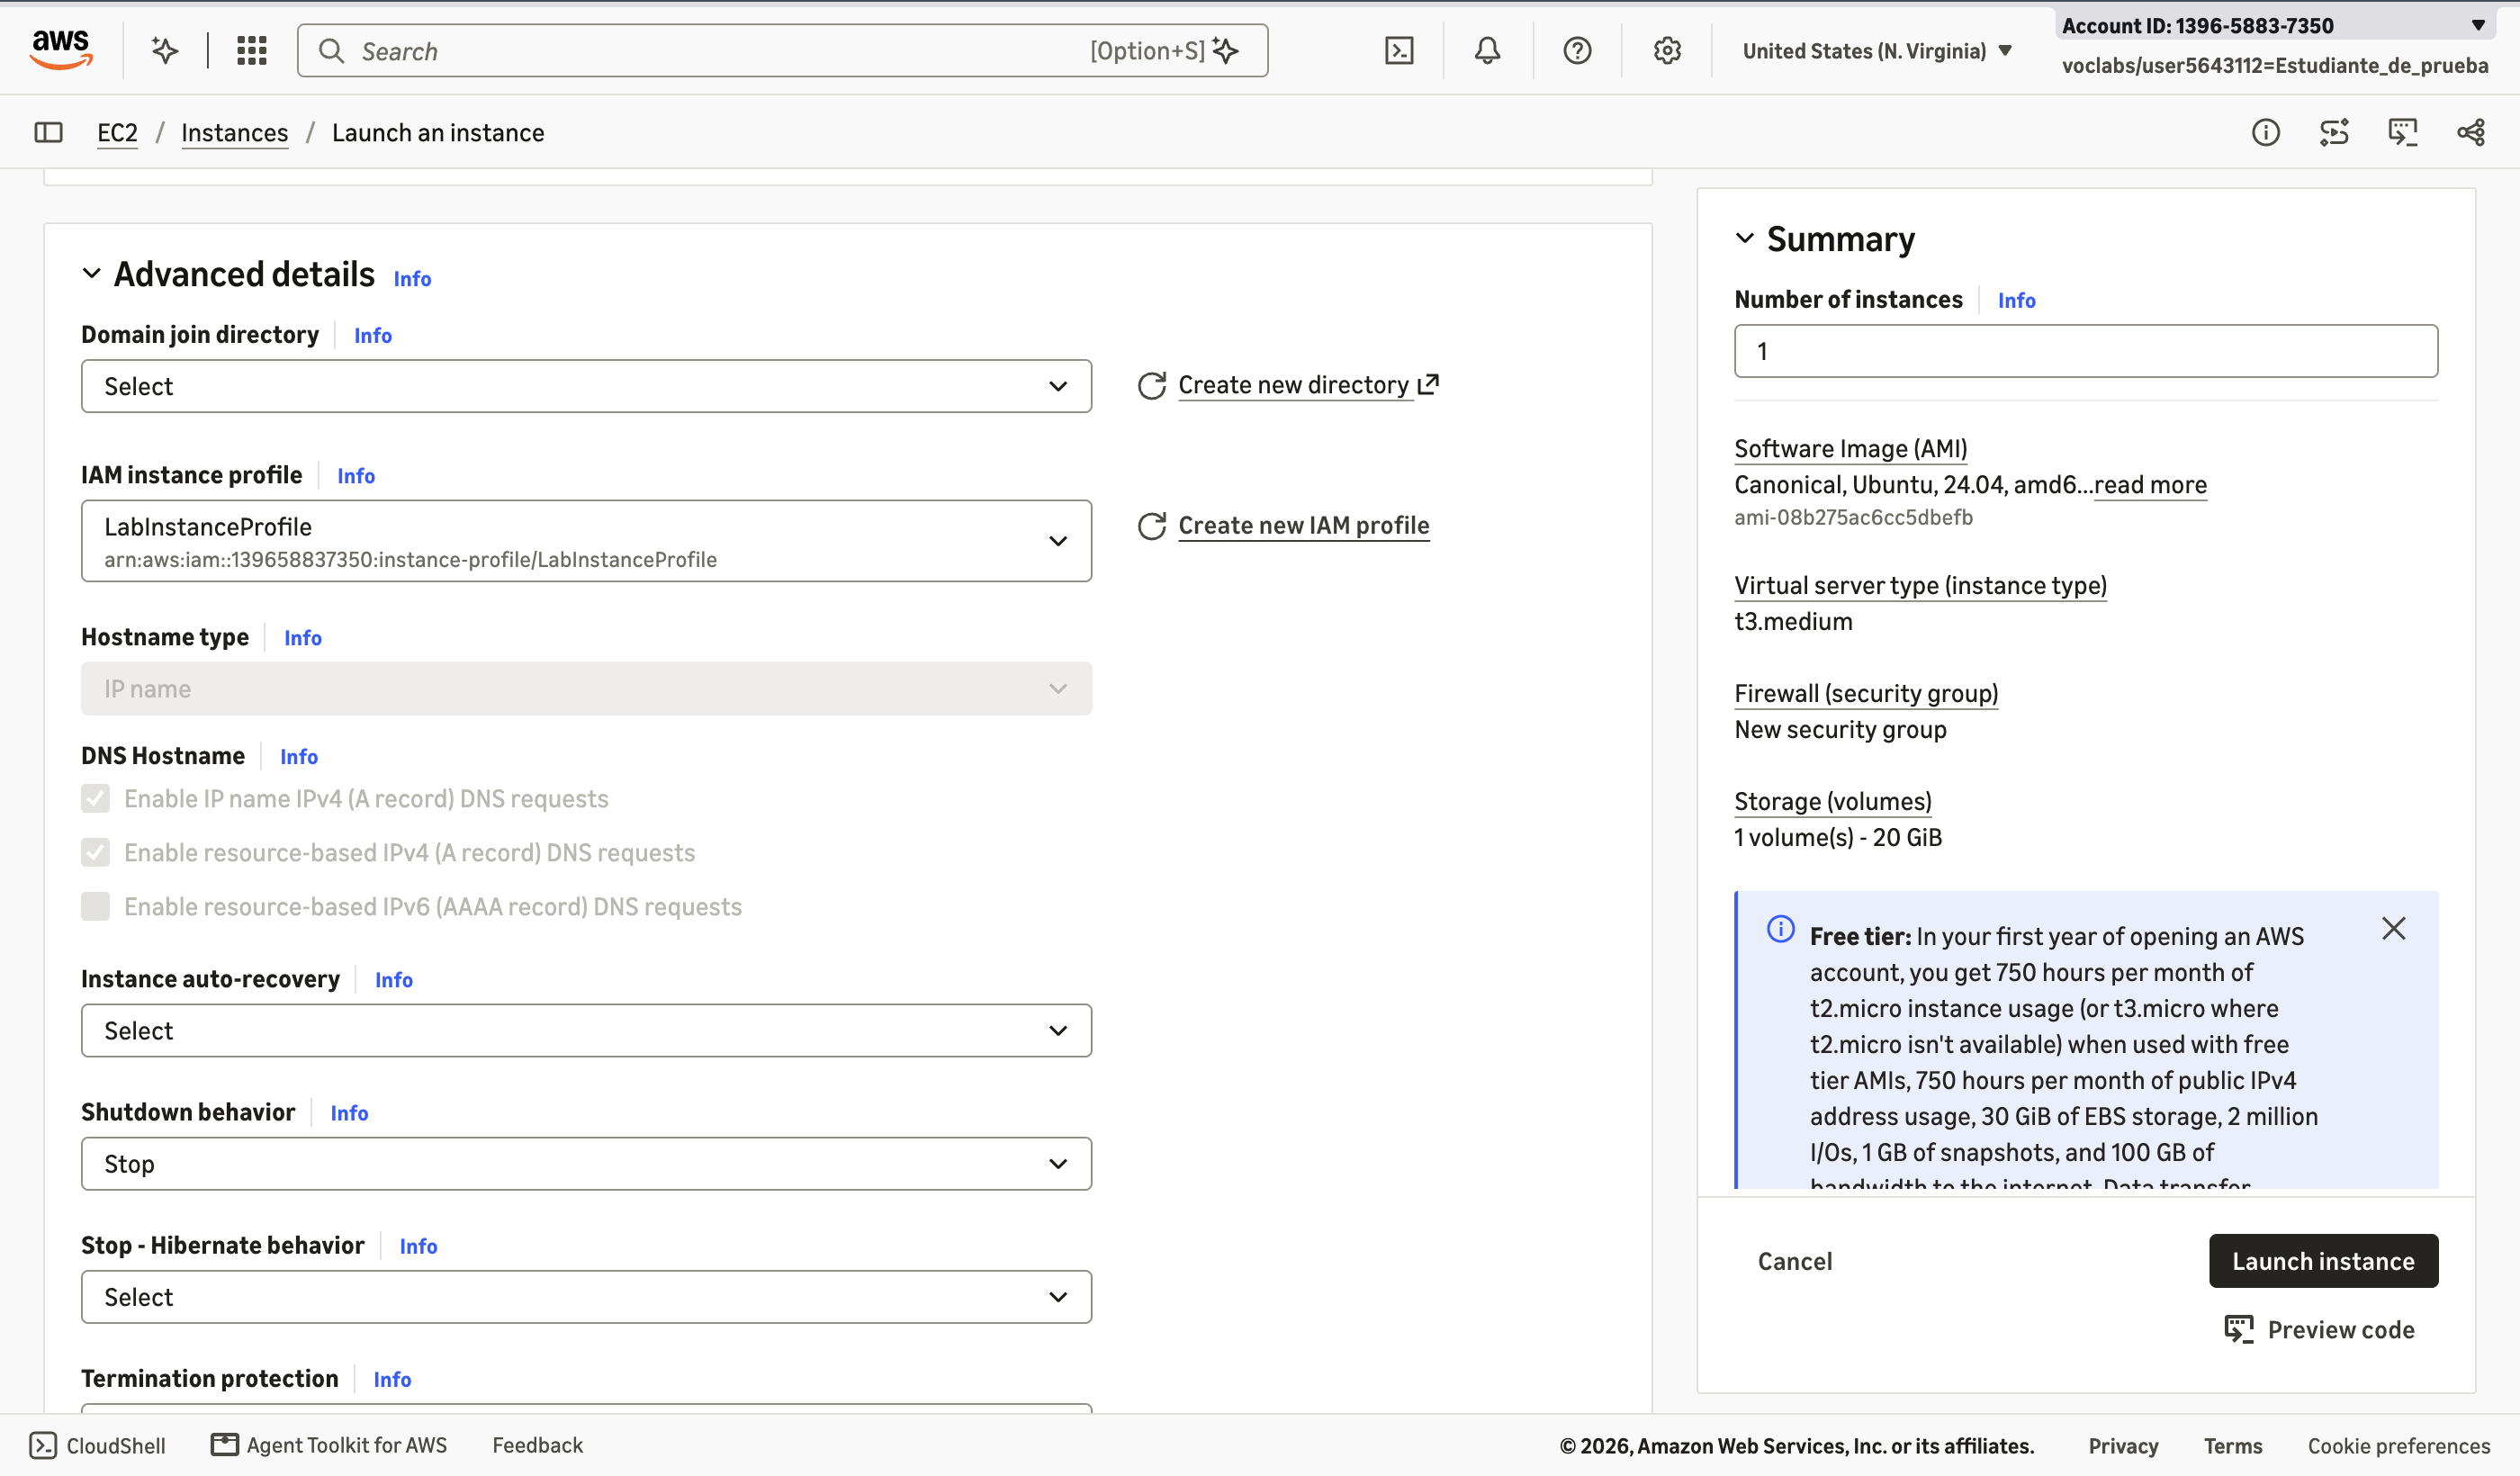 aws
Search
[Option+S]
United States (N. Virginia)
Account ID: 1396-5883-7350
voclabs/user5643112=Estudiante_de_prueba
EC2 / Instances / Launch an instance
Advanced details Info
Domain join directory Info
Select
Create new directory
IAM instance profile Info
LabInstanceProfile
arn:aws:iam::139658837350:instance-profile/LabInstanceProfile
Create new IAM profile
Hostname type Info
IP name
DNS Hostname Info
Enable IP name IPv4 (A record) DNS requests
Enable resource-based IPv4 (A record) DNS requests
Enable resource-based IPv6 (AAAA record) DNS requests
Instance auto-recovery Info
Select
Shutdown behavior Info
Stop
Stop - Hibernate behavior Info
Select
Termination protection Info
Summary
Number of instances Info
1
Software Image (AMI)
Canonical, Ubuntu, 24.04, amd6...read more
ami-08b275ac6cc5dbefb
Virtual server type (instance type)
t3.medium
Firewall (security group)
New security group
Storage (volumes)
1 volume(s) - 20 GiB
Free tier: In your first year of opening an AWS
account, you get 750 hours per month of
t2.micro instance usage (or t3.micro where
t2.micro isn't available) when used with free
tier AMIs, 750 hours per month of public IPv4
address usage, 30 GiB of EBS storage, 2 million
I/Os, 1 GB of snapshots, and 100 GB of
bandwidth to the internet. Data transfer
Cancel
Launch instance
Preview code
CloudShell
Agent Toolkit for AWS
Feedback
© 2026, Amazon Web Services, Inc. or its affiliates.
Privacy
Terms
Cookie preferences